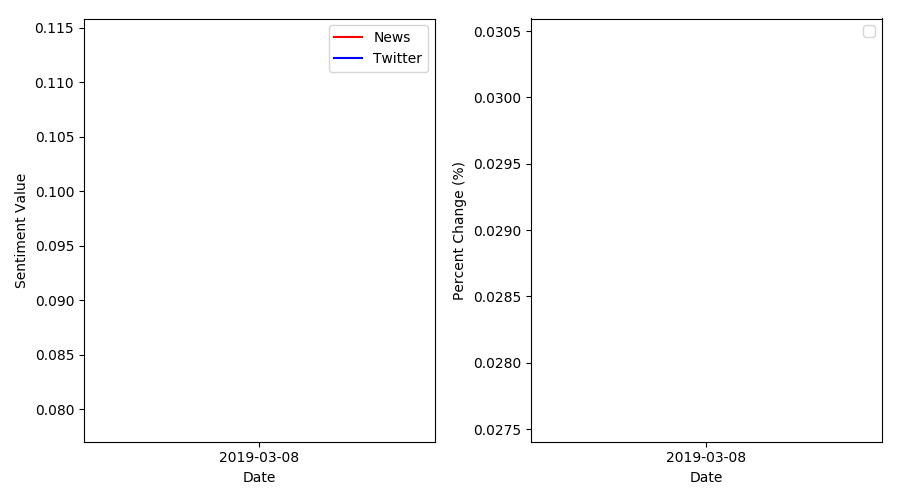 0.115
0.110
0.105
0.100
0.095
0.090
0.085
0.080
Sentiment Value
2019-03-08
Date
News
Twitter
0.0305
0.0300
0.0295
0.0290
0.0285
0.0280
0.0275
Percent Change (%)
2019-03-08
Date